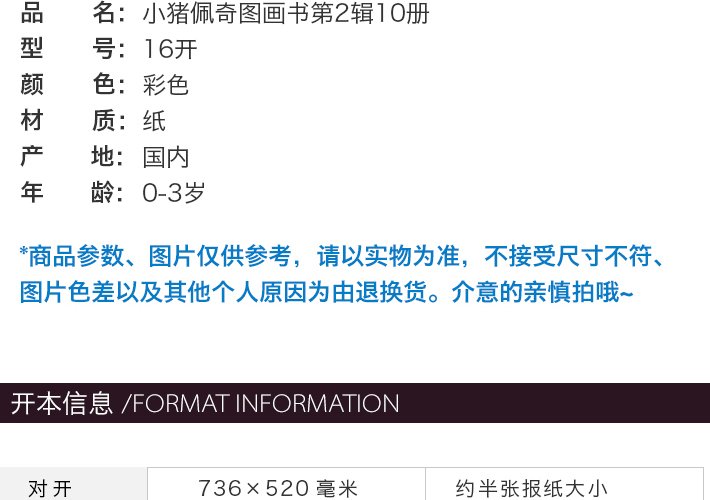 品 名：小猪佩奇图画书第2辑10册
型 号：16开
颜 色：彩色
材 质：纸
产 地：国内
年 龄：0-3岁
*商品参数、图片仅供参考，请以实物为准，不接受尺寸不符、
图片色差以及其他个人原因为由退换货。介意的亲慎拍哦~
开本信息 /FORMAT INFORMATION
对开 736×520 毫米 约半张报纸大小